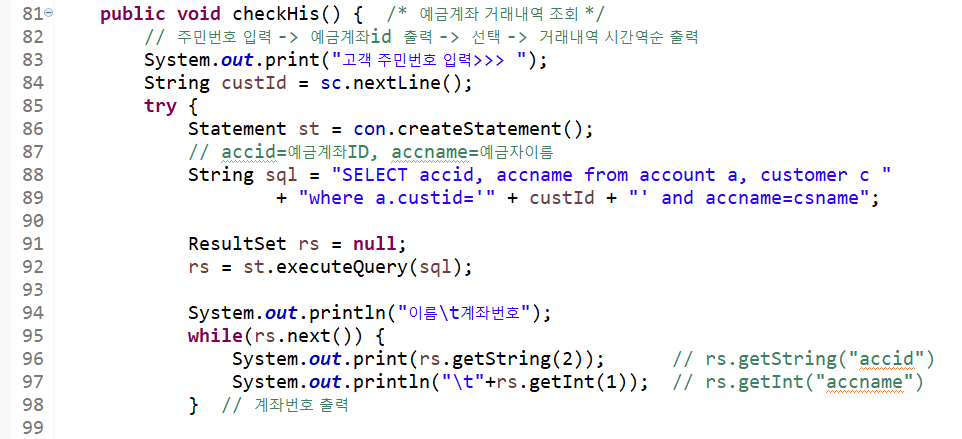 81 public void checkHis() {  /* 예금계좌 거래내역 조회 */
82     // 주민번호 입력 -> 예금계좌id 출력 -> 선택 -> 거래내역 시간역순 출력
83     System.out.print("고객 주민번호 입력>>> ");
84     String custId = sc.nextLine();
85     try {
86         Statement st = con.createStatement();
87         // accid=예금계좌ID, accname=예금자이름
88         String sql = "SELECT accid, accname from account a, customer c "
89                 + "where a.custid='" + custId + "' and accname=csname";
90
91         ResultSet rs = null;
92         rs = st.executeQuery(sql);
93
94         System.out.println("이름\t계좌번호");
95         while(rs.next()) {
96             System.out.print(rs.getString(2));      // rs.getString("accid")
97             System.out.println("\t"+rs.getInt(1));  // rs.getInt("accname")
98         }  // 계좌번호 출력
99